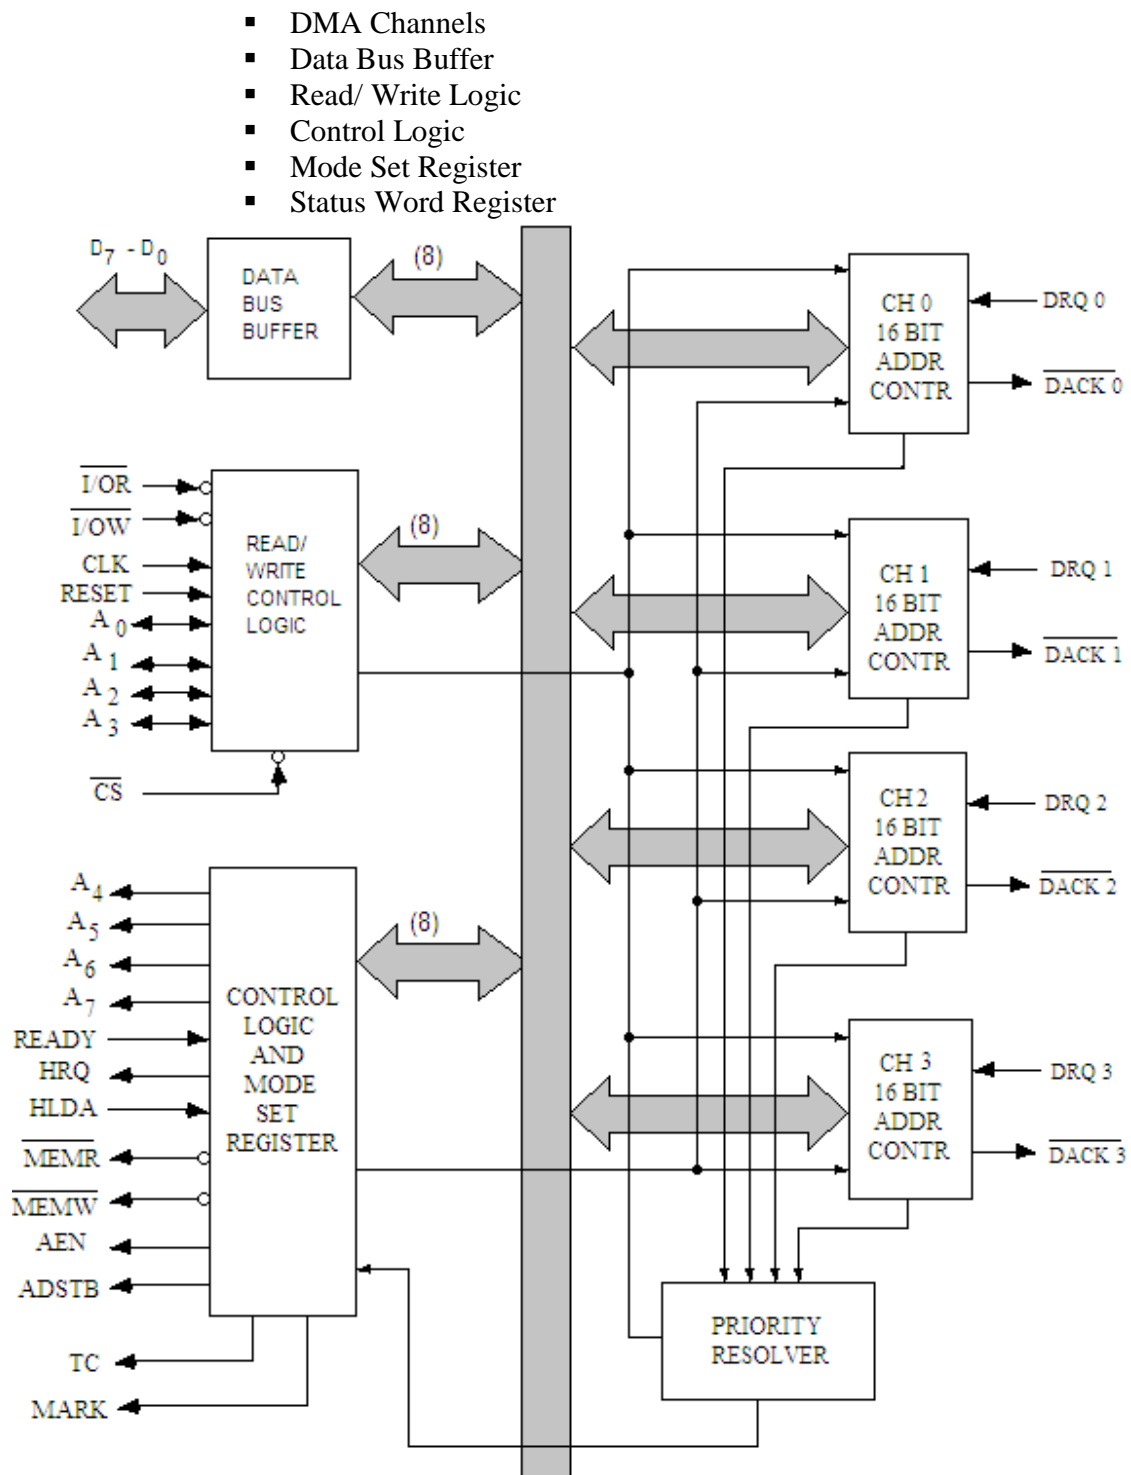 ▪ DMA Channels
▪ Data Bus Buffer
▪ Read/ Write Logic
▪ Control Logic
▪ Mode Set Register
▪ Status Word Register
D7 - D0
DATA
BUS
BUFFER
(8)
CH 0
16 BIT
ADDR
CONTR
DRQ 0
DACK 0
I/OR
I/OW
CLK
RESET
A0
A1
A2
A3
CS
READ/
WRITE
CONTROL
LOGIC
(8)
CH 1
16 BIT
ADDR
CONTR
DRQ 1
DACK 1
CH 2
16 BIT
ADDR
CONTR
DRQ 2
DACK 2
A4
A5
A6
A7
READY
HRQ
HLDA
MEMR
MEMW
AEN
ADSTB
TC
MARK
CONTROL
LOGIC
AND
MODE
SET
REGISTER
(8)
CH 3
16 BIT
ADDR
CONTR
DRQ 3
DACK 3
PRIORITY
RESOLVER